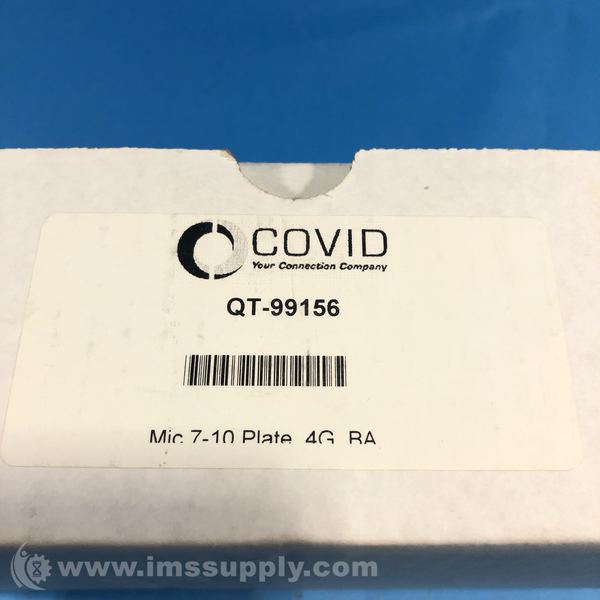 COVID
Your Connection Company
QT-99156
Mic 7-10 Plate, 4G, BA
www.imssupply.com